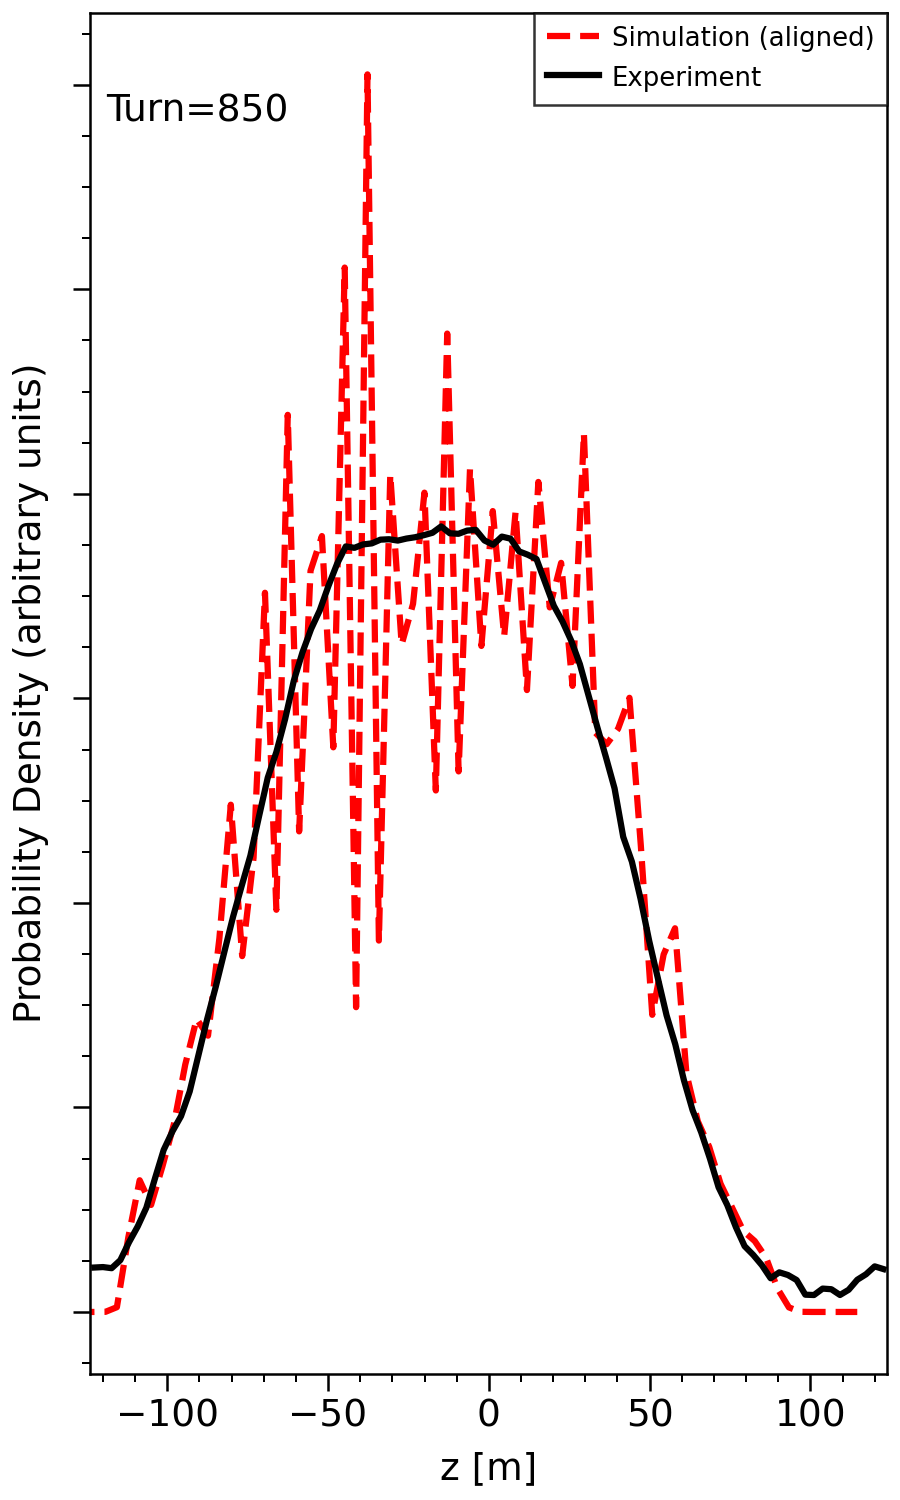 Simulation (aligned)
Experiment
Turn=850
Probability Density (arbitrary units)
−100
−50
0
50
100
z [m]